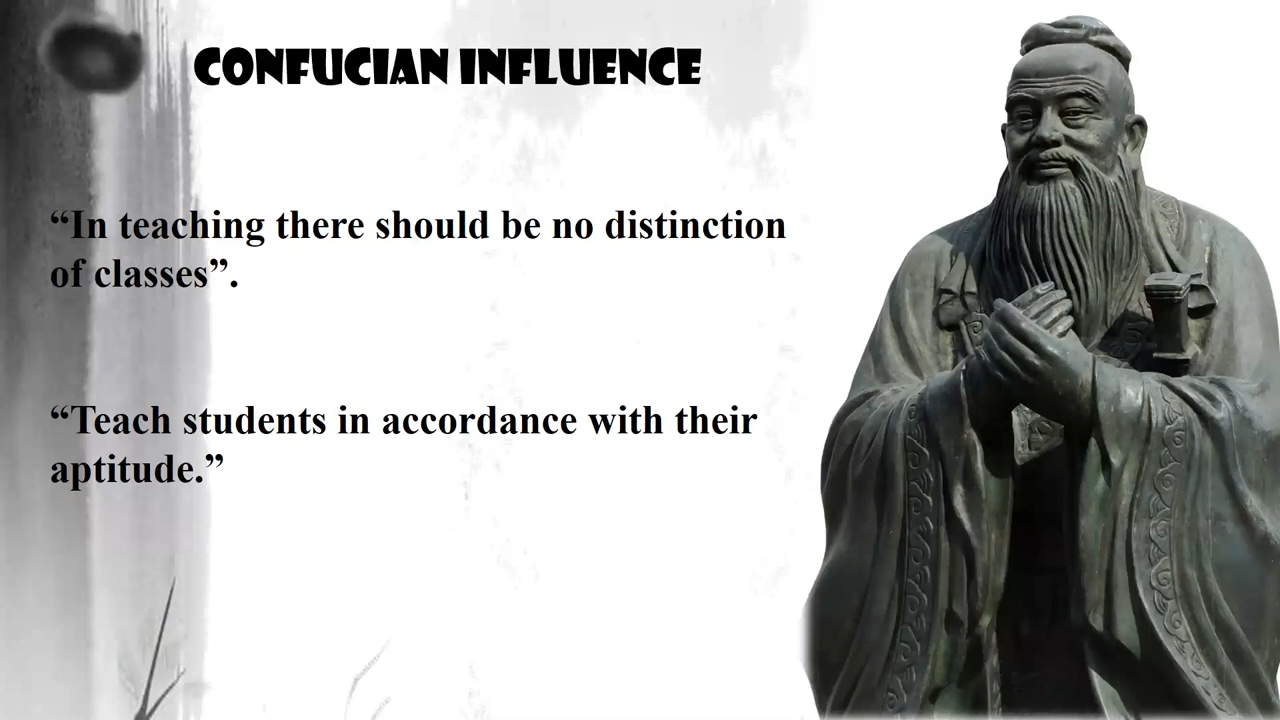 CONFUCIAN INFLUENCE
“In teaching there should be no distinction
of classes”.
“Teach students in accordance with their
aptitude.”